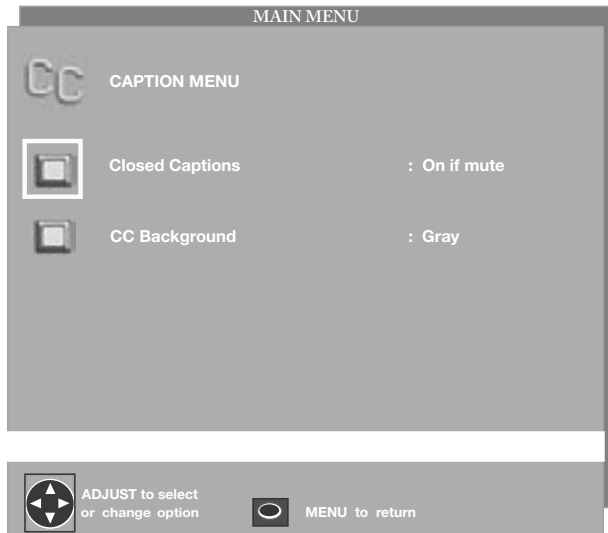 MAIN MENU
CC
CAPTION MENU
Closed Captions : On if mute
CC Background : Gray
ADJUST to select
or change option
MENU to return